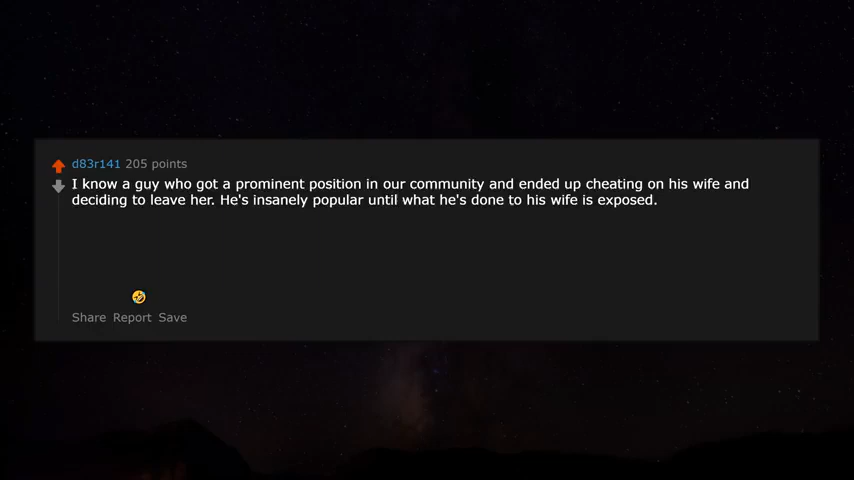 d83r141 205 points
I know a guy who got a prominent position in our community and ended up cheating on his wife and
deciding to leave her. He's insanely popular until what he's done to his wife is exposed.
Share Report Save